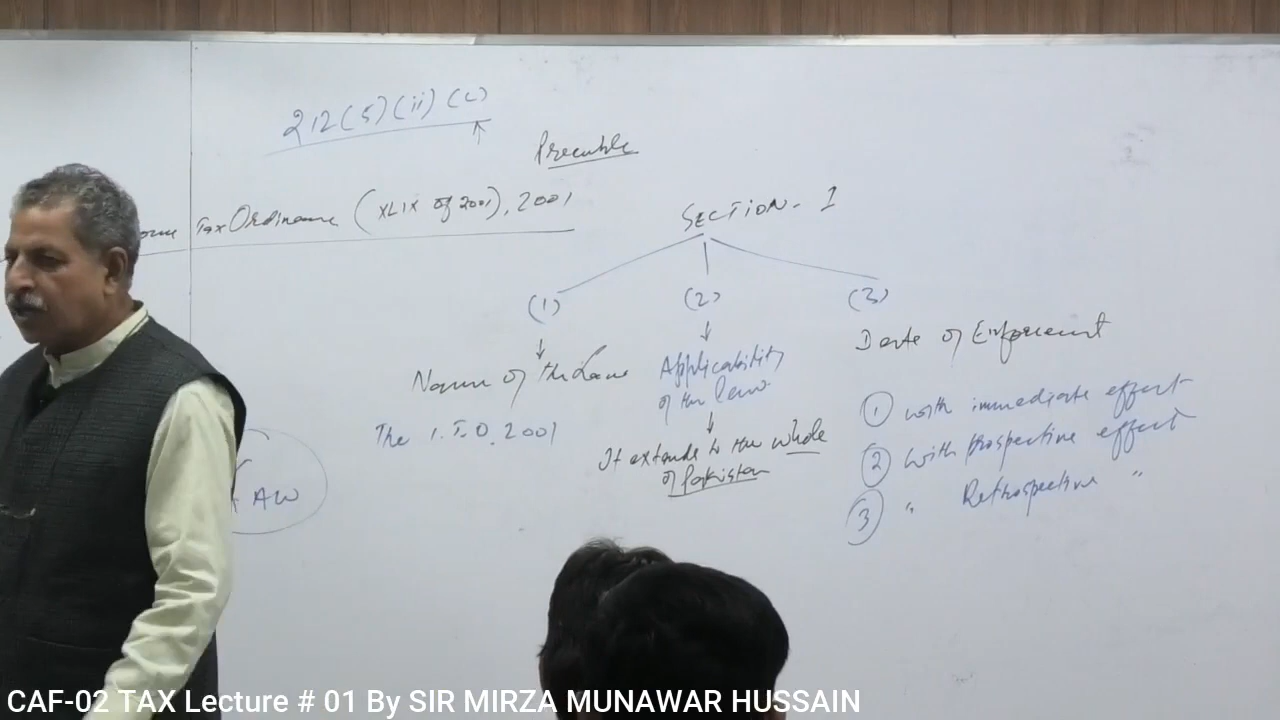 212(5)(ii)(c)
Preamble
Tax Ordinance (XLIX of 2001), 2001
SECTION - 1
(1)
(2)
(3)
Name of the Law
Applicability
of the law
Date of Enforcement
The I.T.O. 2001
It extends to the whole
of Pakistan
① with immediate effect
② with prospective effect
③ " Retrospective "
LAW
CAF-02 TAX Lecture # 01 By SIR MIRZA MUNAWAR HUSSAIN